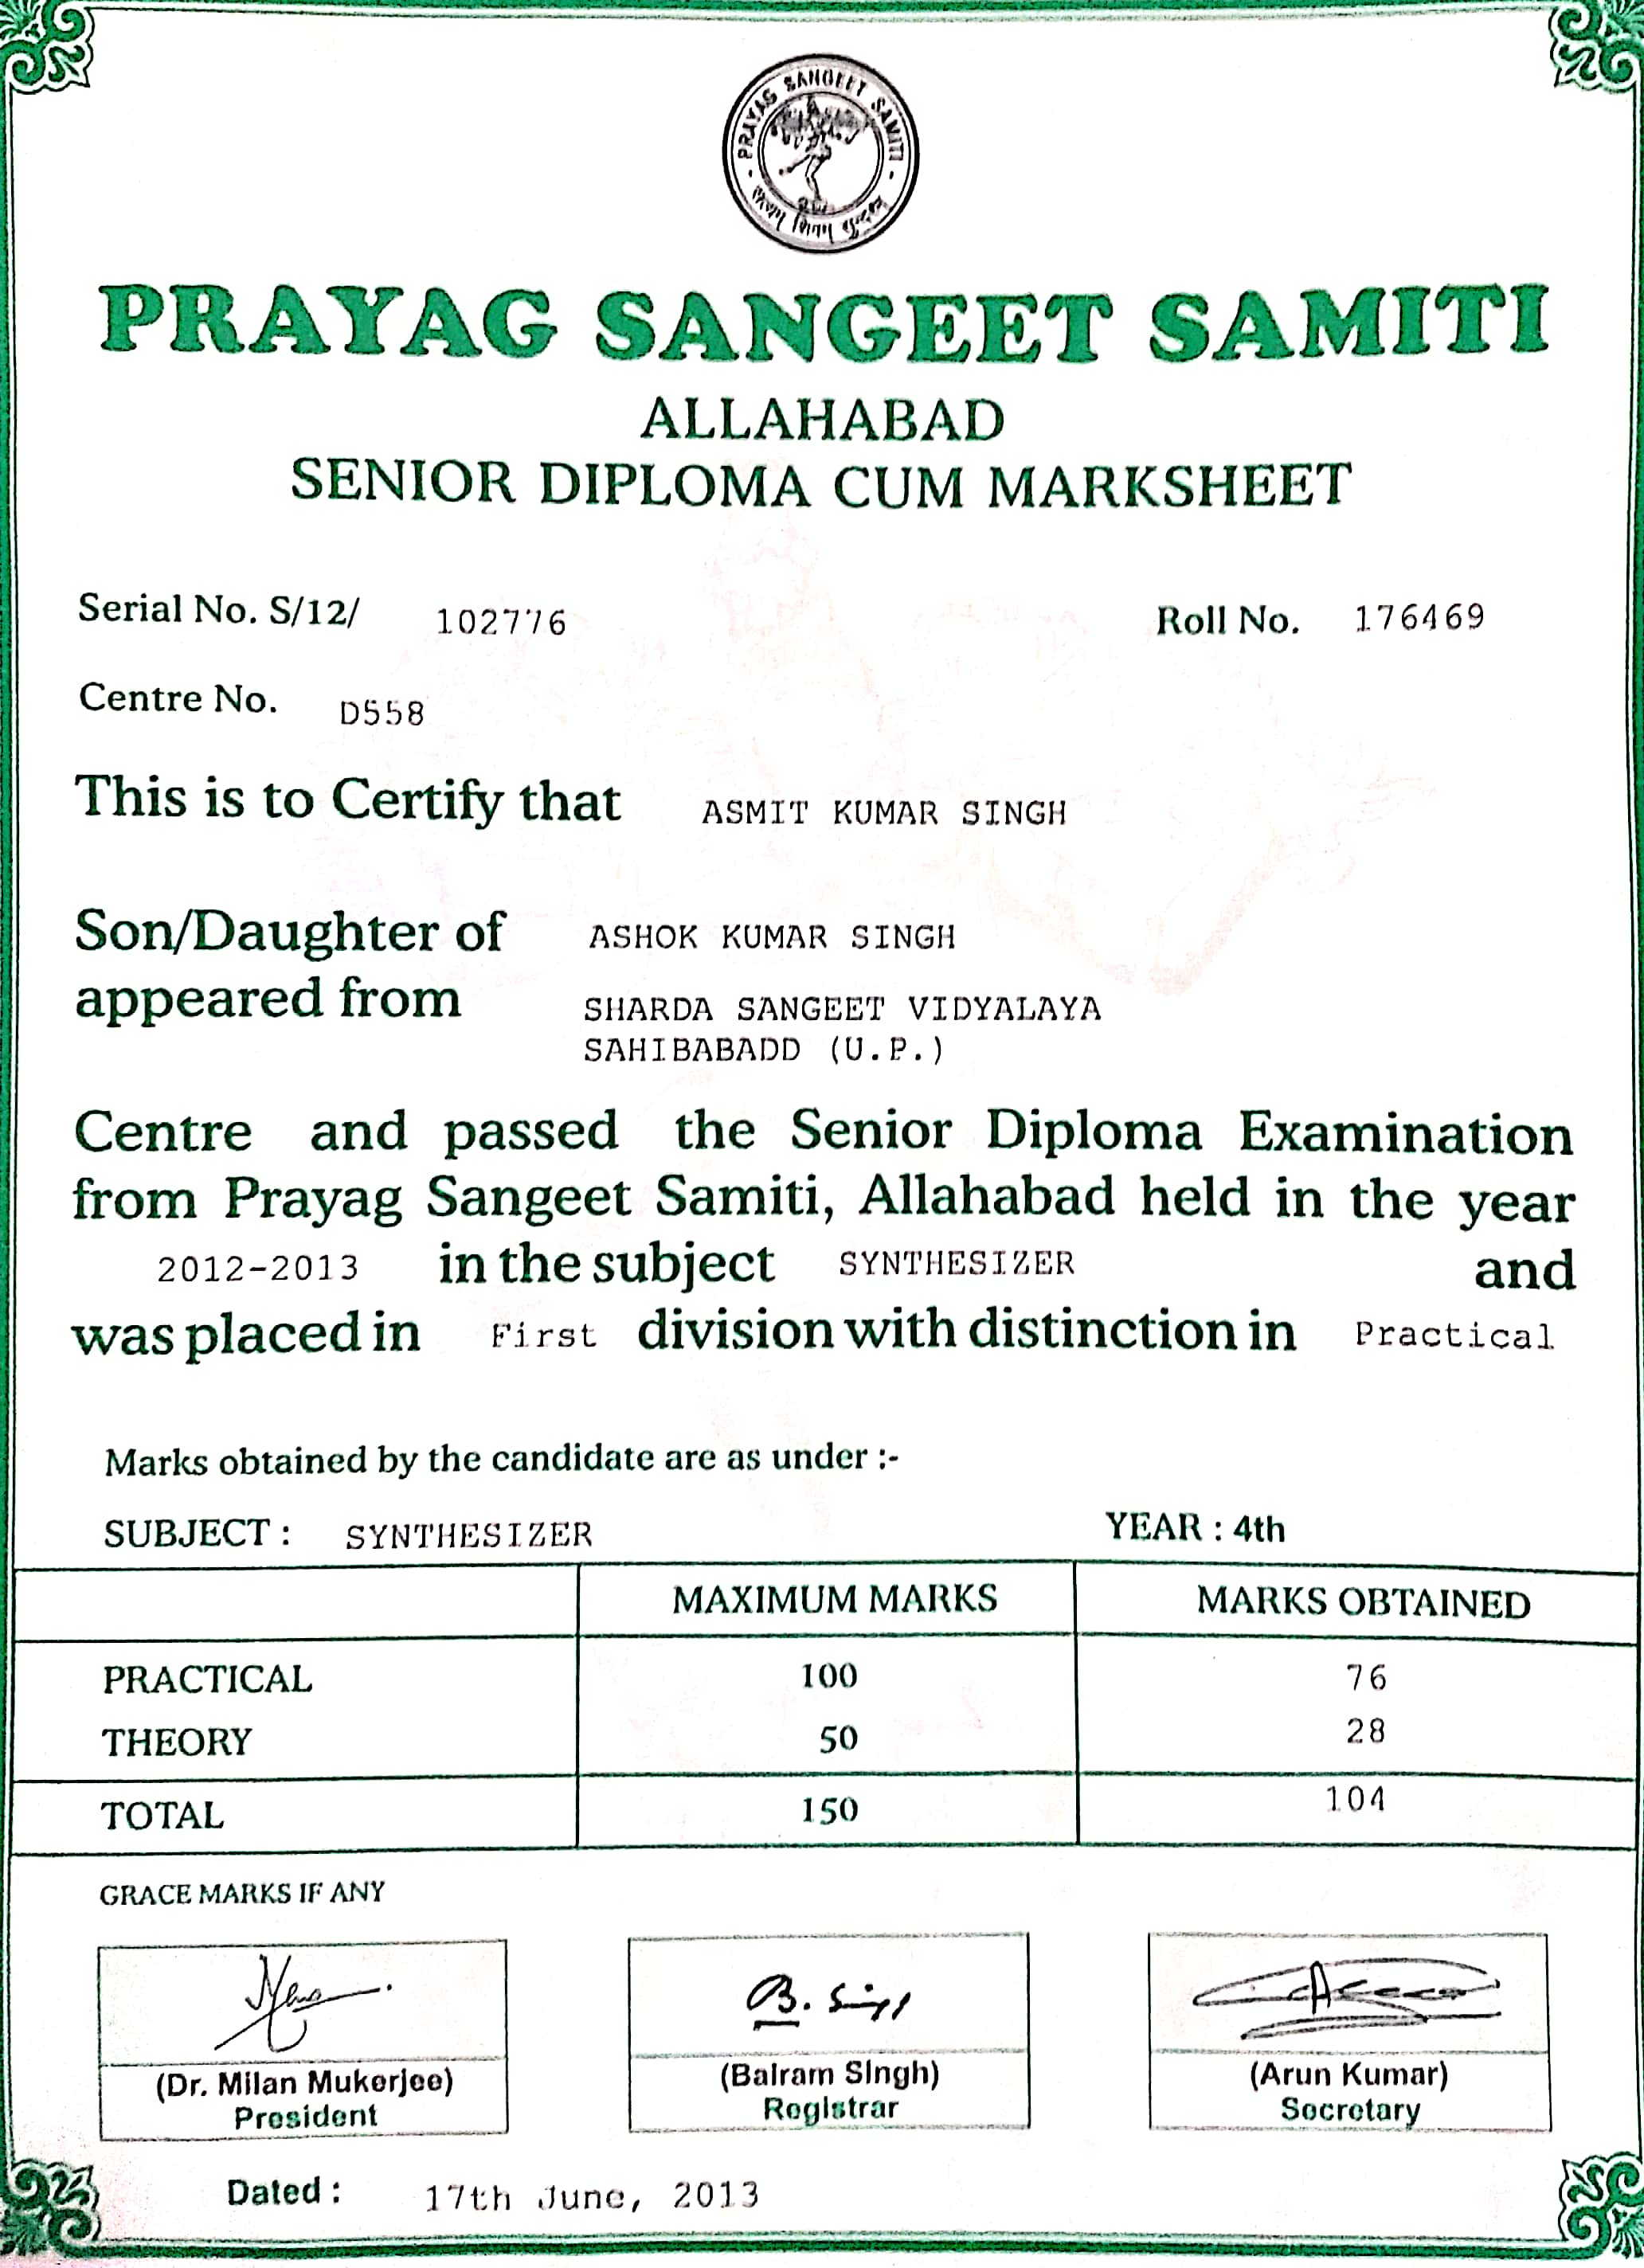 PRAYAG SANGEET SAMITI
PRAYAG SANGEET SAMITI
ALLAHABAD
SENIOR DIPLOMA CUM MARKSHEET
Serial No. S/12/ 102776 Roll No. 176469
Centre No. D558
This is to Certify that ASMIT KUMAR SINGH
Son/Daughter of ASHOK KUMAR SINGH
appeared from SHARDA SANGEET VIDYALAYA
SAHIBABADD (U.P.)
Centre and passed the Senior Diploma Examination
from Prayag Sangeet Samiti, Allahabad held in the year
2012-2013 in the subject SYNTHESIZER and
was placed in First division with distinction in Practical
Marks obtained by the candidate are as under :-
SUBJECT : SYNTHESIZER YEAR : 4th
MAXIMUM MARKS MARKS OBTAINED
PRACTICAL 100 76
THEORY 50 28
TOTAL 150 104
GRACE MARKS IF ANY
B. Singh
(Dr. Milan Mukerjee) (Balram Singh) (Arun Kumar)
President Registrar Secretary
Dated : 17th June, 2013